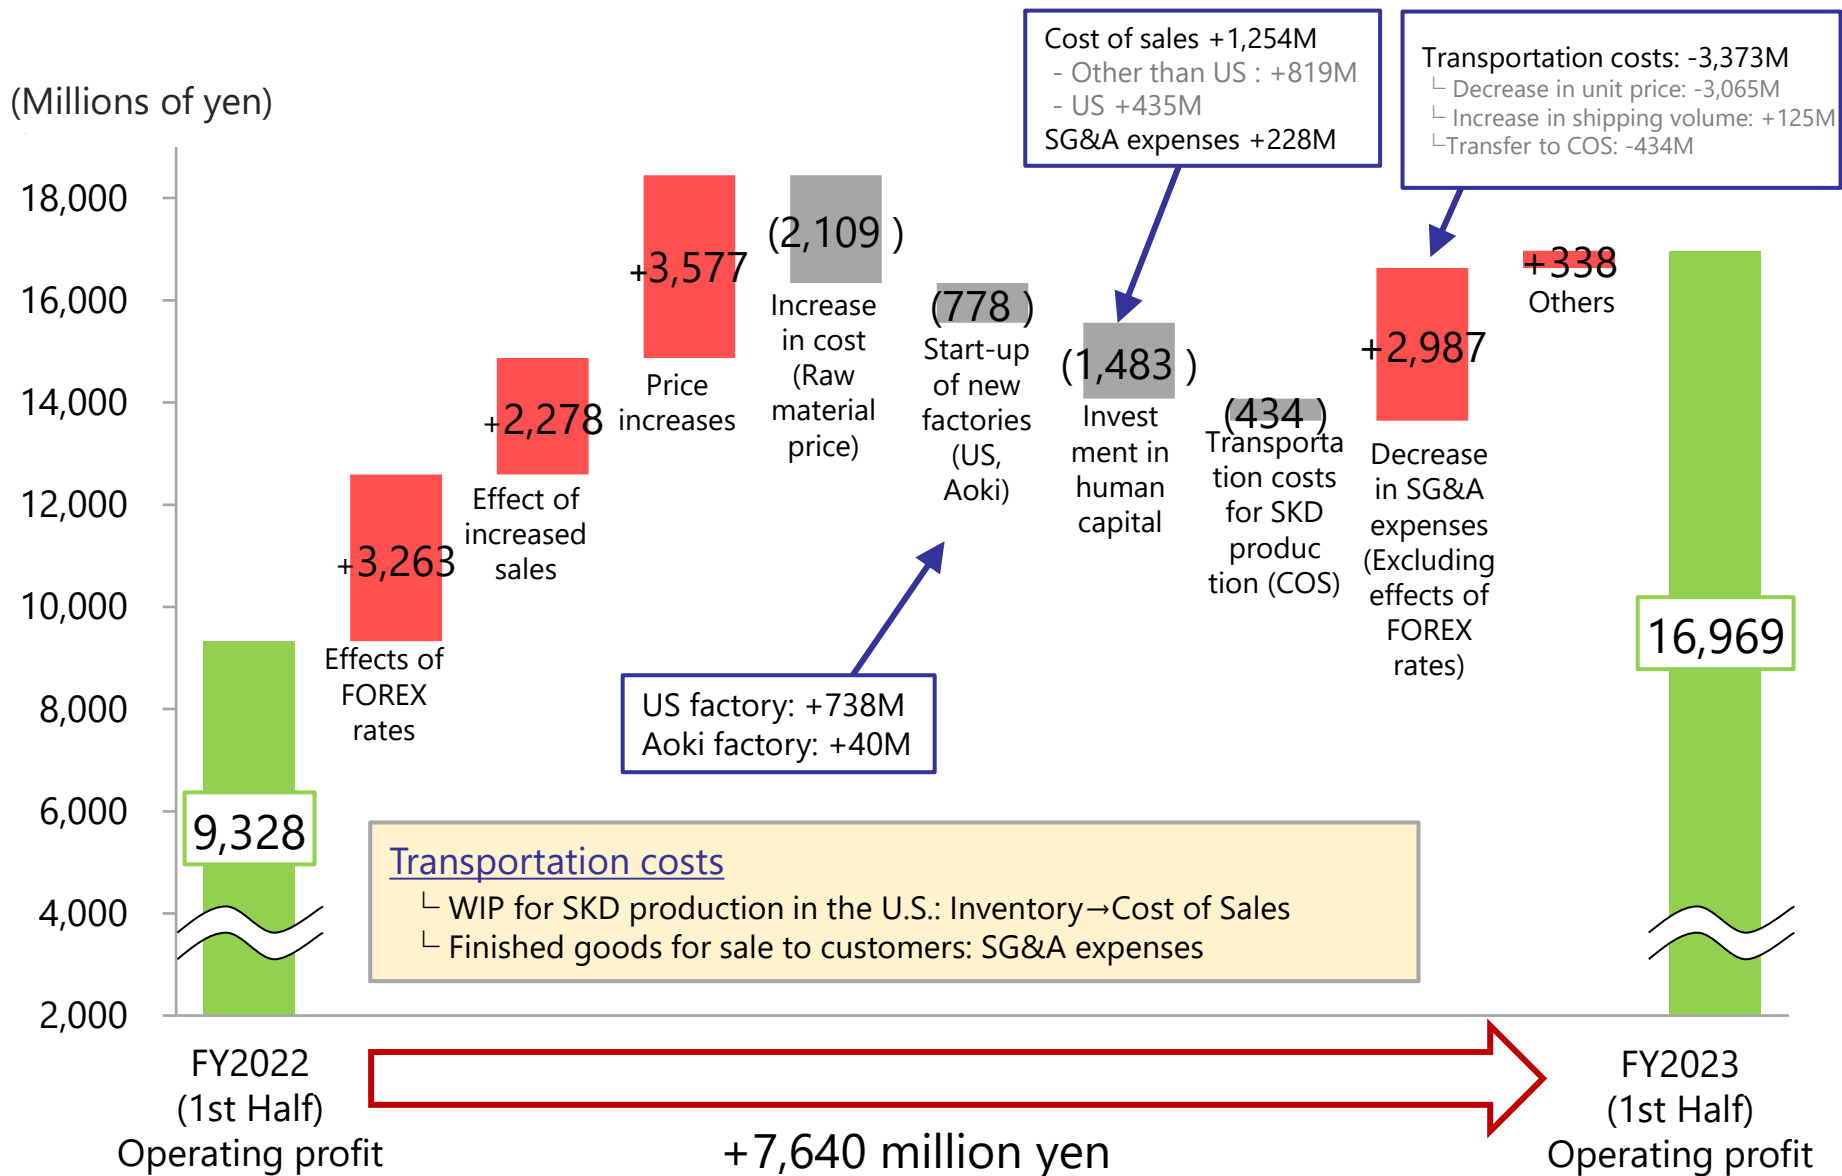 (Millions of yen)
Cost of sales +1,254M
- Other than US : +819M
- US +435M
SG&A expenses +228M
Transportation costs: -3,373M
└ Decrease in unit price: -3,065M
└ Increase in shipping volume: +125M
└Transfer to COS: -434M
18,000
16,000
14,000
12,000
10,000
8,000
6,000
4,000
2,000
9,328
+3,263
Effects of
FOREX
rates
+2,278
Effect of
increased
sales
+3,577
Price
increases
(2,109 )
Increase
in cost
(Raw
material
price)
(778 )
Start-up
of new
factories
(US,
Aoki)
(1,483 )
Invest
ment in
human
capital
(434 )
Transporta
tion costs
for SKD
produc
tion (COS)
+2,987
Decrease
in SG&A
expenses
(Excluding
effects of
FOREX
rates)
+338
Others
16,969
US factory: +738M
Aoki factory: +40M
Transportation costs
└ WIP for SKD production in the U.S.: Inventory→Cost of Sales
└ Finished goods for sale to customers: SG&A expenses
FY2022
(1st Half)
Operating profit
+7,640 million yen
FY2023
(1st Half)
Operating profit